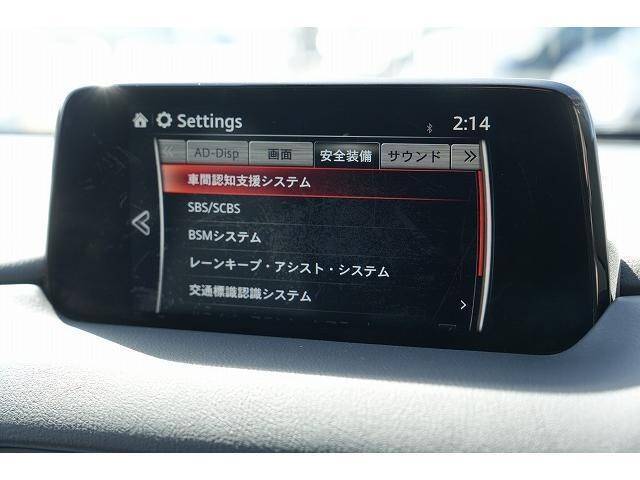 Settings 2:14
AD-Disp 画面 安全装備 サウンド
車間認知支援システム
SBS/SCBS
BSMシステム
レーンキープ・アシスト・システム
交通標識認識システム